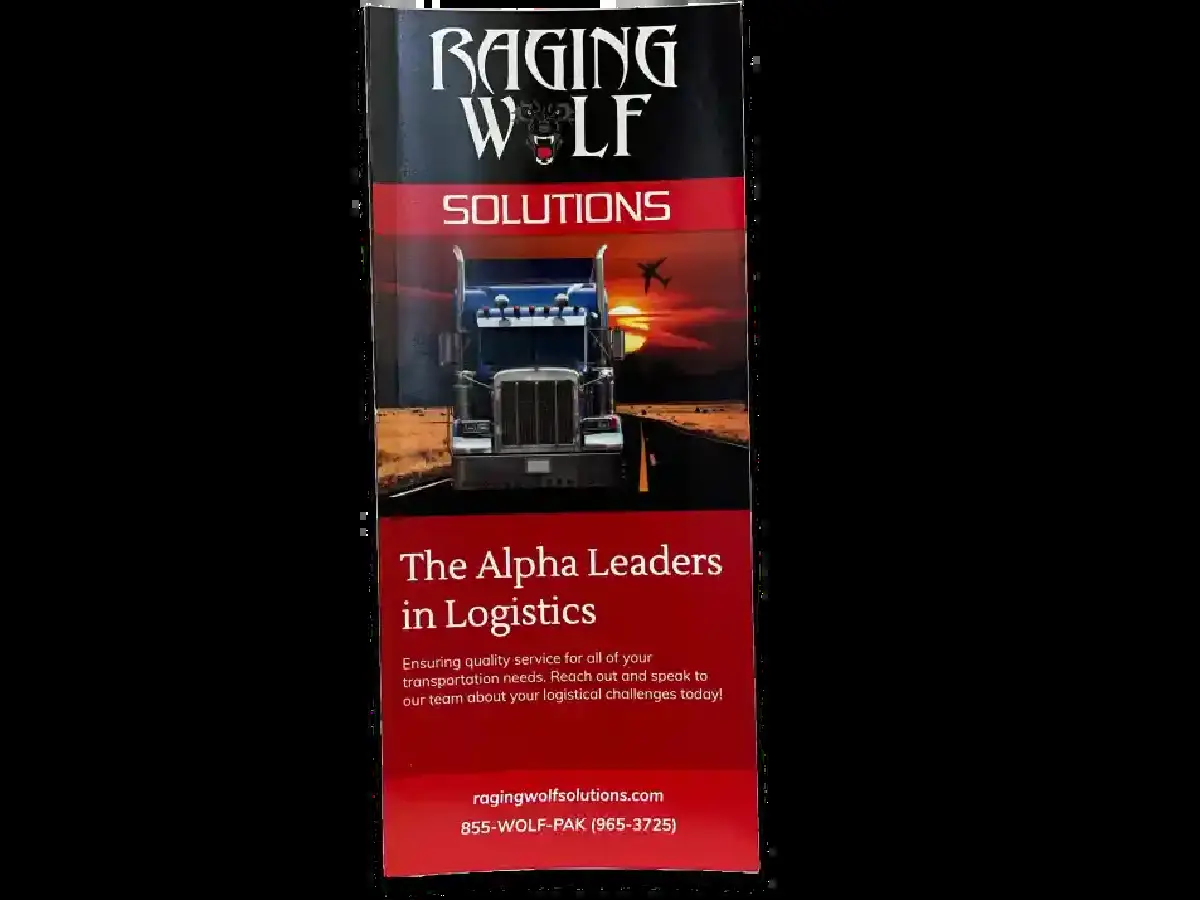 RAGING
WOLF
SOLUTIONS
The Alpha Leaders
in Logistics
Ensuring quality service for all of your
transportation needs. Reach out and speak to
our team about your logistical challenges today!
ragingwolfsolutions.com
855-WOLF-PAK (965-3725)